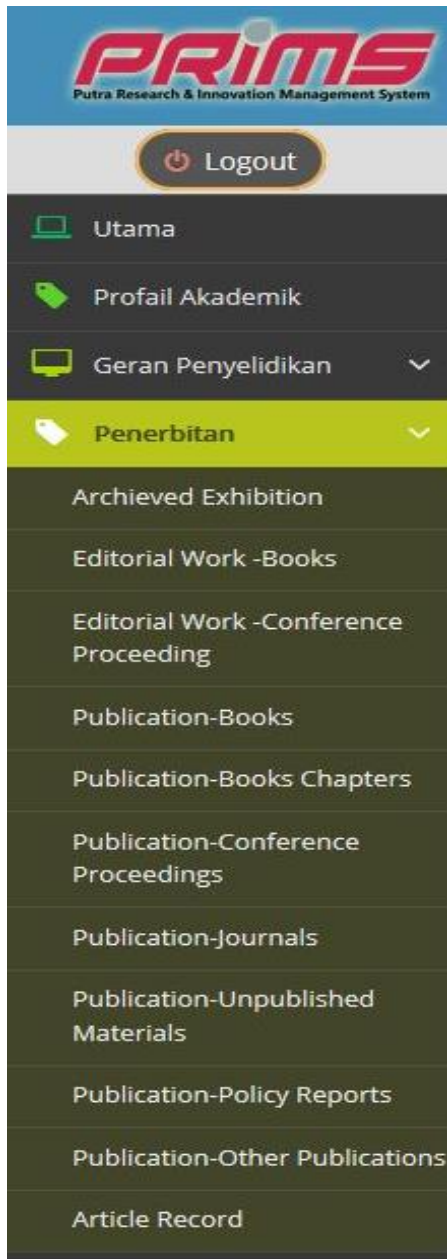 PRiMS
Putra Research & Innovation Management System
Logout
Utama
Profail Akademik
Geran Penyelidikan
Penerbitan
Archieved Exhibition
Editorial Work -Books
Editorial Work -Conference
Proceeding
Publication-Books
Publication-Books Chapters
Publication-Conference
Proceedings
Publication-Journals
Publication-Unpublished
Materials
Publication-Policy Reports
Publication-Other Publications
Article Record